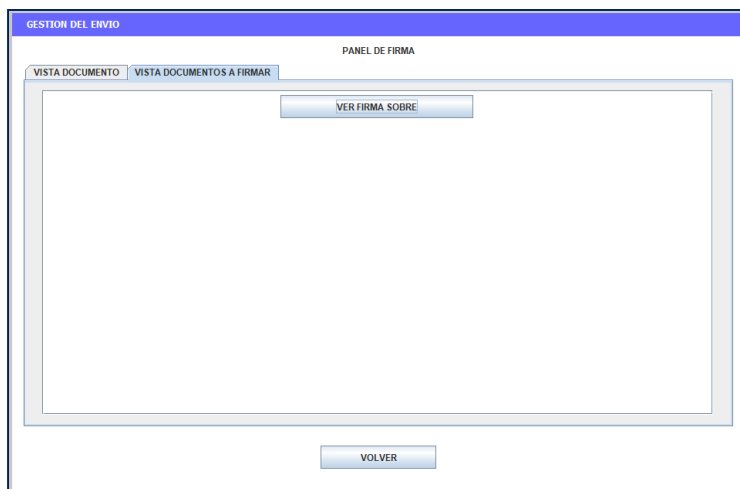 GESTION DEL ENVIO
PANEL DE FIRMA
VISTA DOCUMENTO VISTA DOCUMENTOS A FIRMAR
VER FIRMA SOBRE
VOLVER